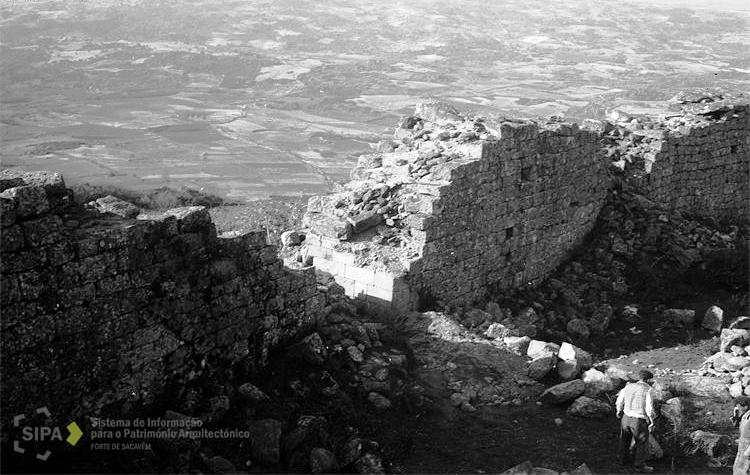 SIPA
Sistema de Informação
para o Património Arquitectónico
FORTE DE SACAVÉM